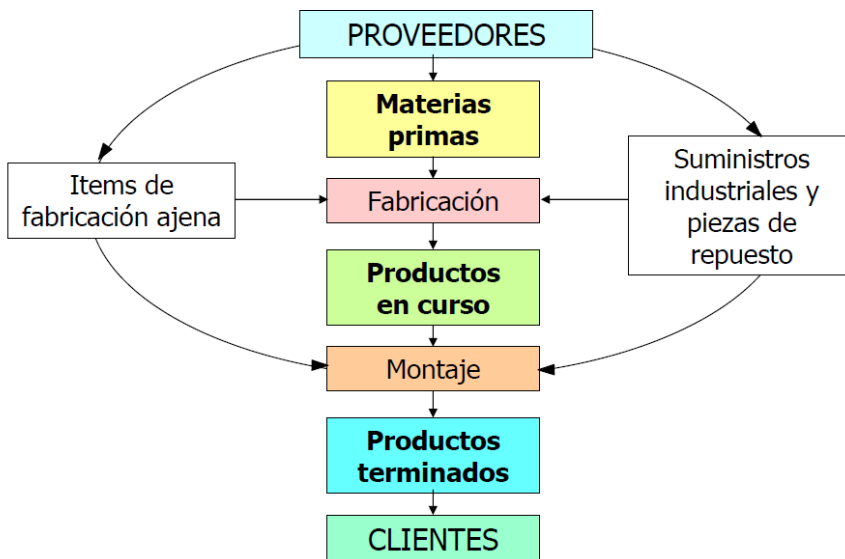 PROVEEDORES
Materias
primas
Items de
fabricación ajena
Fabricación
Suministros
industriales y
piezas de
repuesto
Productos
en curso
Montaje
Productos
terminados
CLIENTES